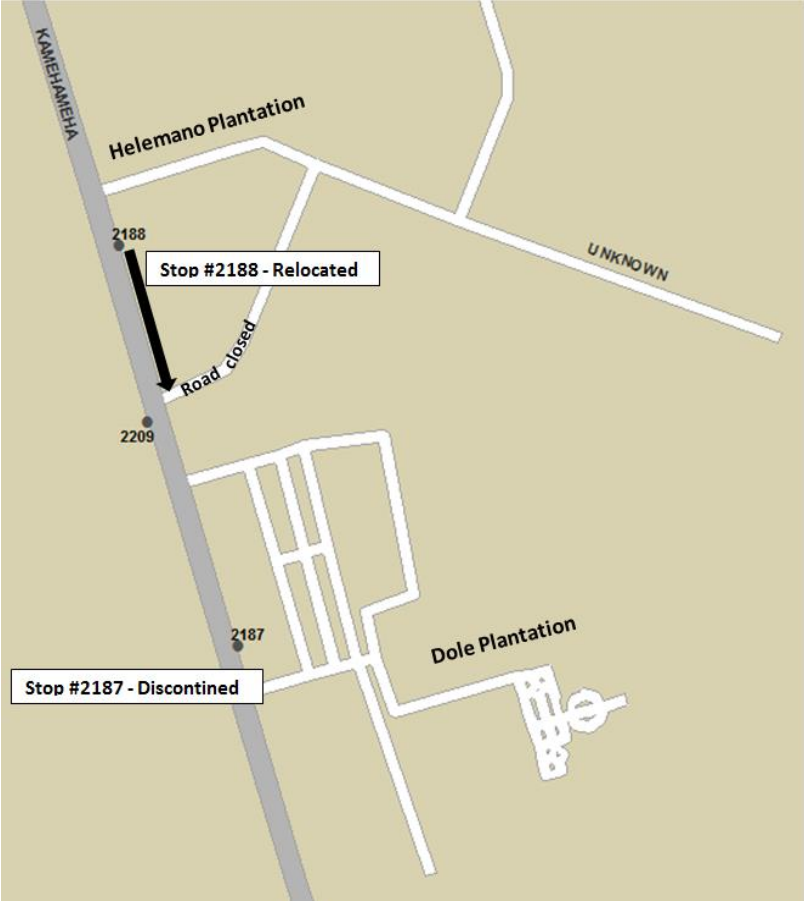 KAMEHAMEHA
Helemano Plantation
2188
Stop #2188 - Relocated
UNKNOWN
Road closed
2209
2187
Dole Plantation
Stop #2187 - Discontined